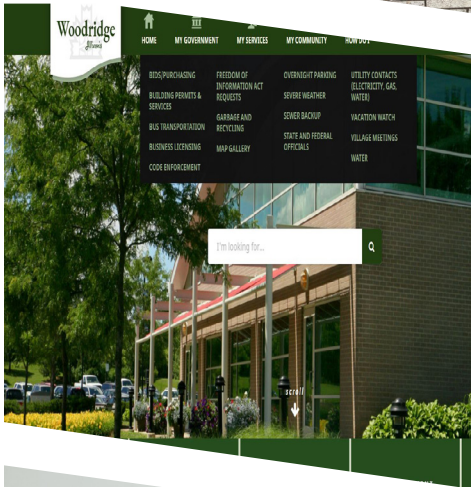 Woodridge
Illinois
HOME
MY GOVERNMENT
MY SERVICES
MY COMMUNITY
HOW DO I
BIDS/PURCHASING
BUILDING PERMITS &
SERVICES
BUS TRANSPORTATION
BUSINESS LICENSING
CODE ENFORCEMENT
FREEDOM OF
INFORMATION ACT
REQUESTS
GARBAGE AND
RECYCLING
MAP GALLERY
OVERNIGHT PARKING
SEVERE WEATHER
SEWER BACKUP
STATE AND FEDERAL
OFFICIALS
UTILITY CONTACTS
(ELECTRICITY, GAS,
WATER)
VACATION WATCH
VILLAGE MEETINGS
WATER
I'm looking for...
scroll